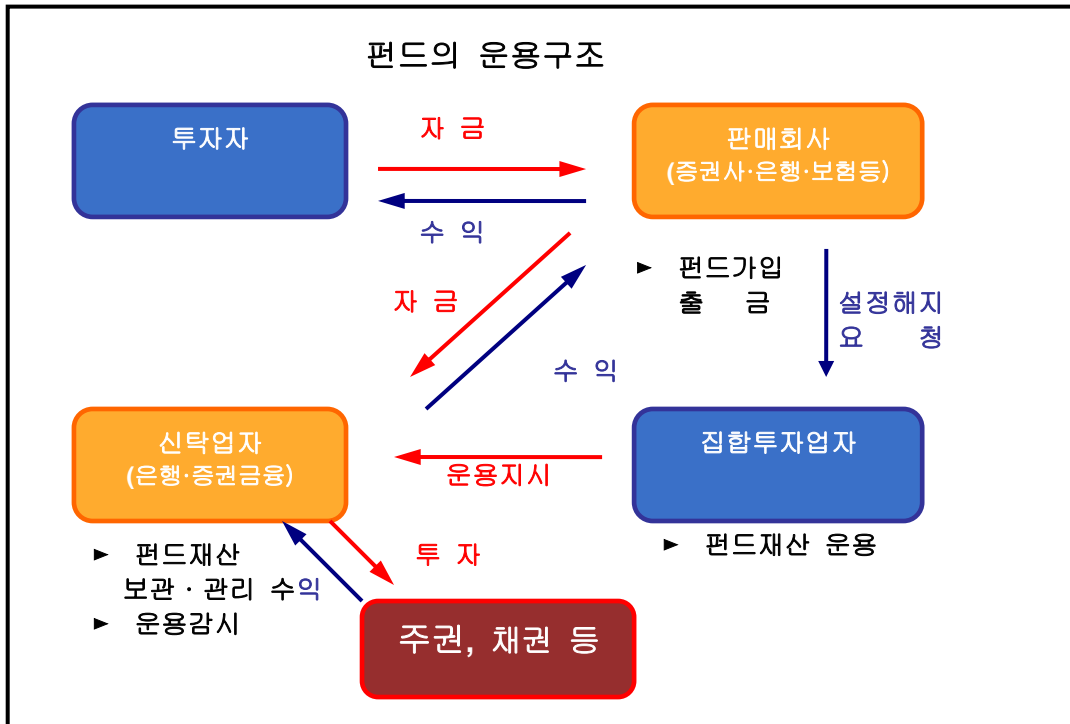 펀드의 운용구조
투자자
자 금
판매회사
(증권사·은행·보험등)
수 익
► 펀드가입
출 금
자 금
설정해지
요 청
수 익
신탁업자
(은행·증권금융)
집합투자업자
운용지시
► 펀드재산
보관·관리 수익
► 운용감시
투 자
► 펀드재산 운용
주권, 채권 등